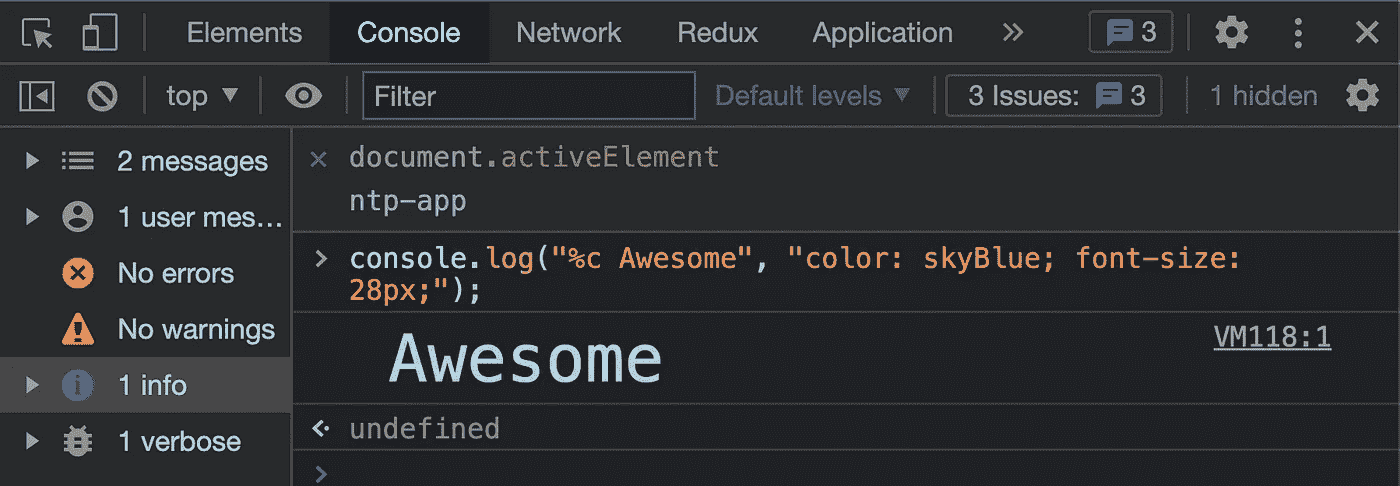 Elements Console Network Redux Application 3
top Filter Default levels 3 Issues: 3 1 hidden
2 messages
1 user mes…
No errors
No warnings
1 info
1 verbose
document.activeElement
ntp-app
console.log("%c Awesome", "color: skyBlue; font-size:
28px;");
Awesome VM118:1
undefined